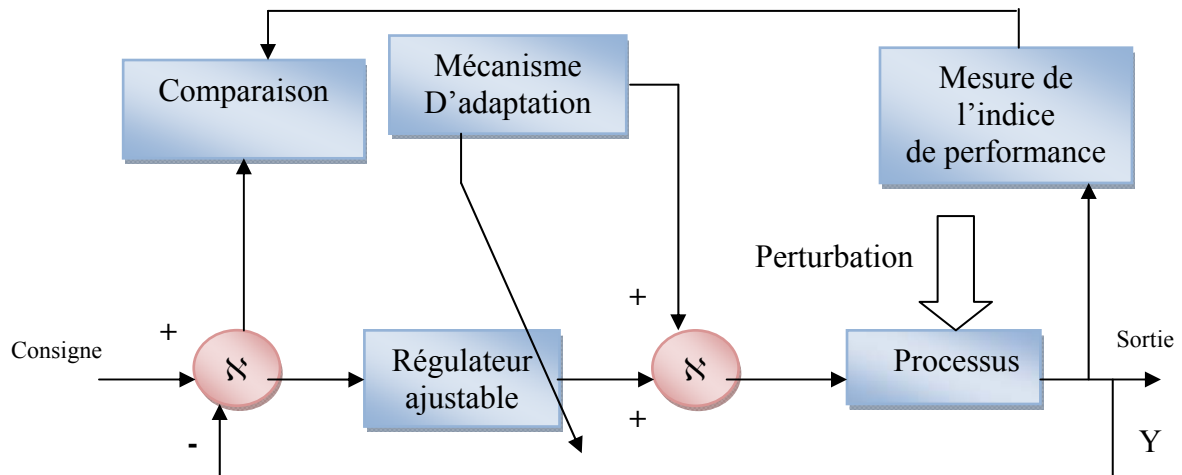 Comparaison
Mécanisme
D'adaptation
Mesure de
l'indice
de performance
Perturbation
+
+
Consigne
א
Régulateur
ajustable
א
Processus
Sortie
+
-
Y